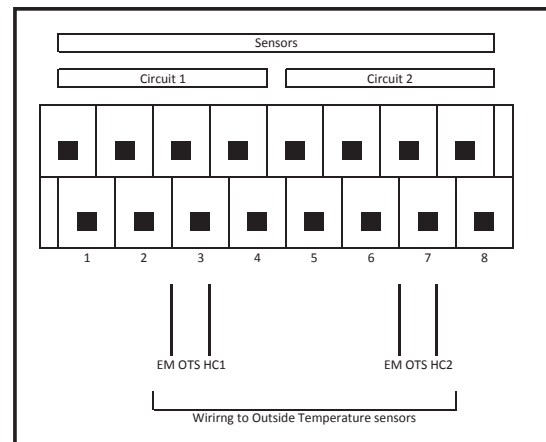 Sensors
Circuit 1 Circuit 2
1 2 3 4 5 6 7 8
EM OTS HC1 EM OTS HC2
Wirirng to Outside Temperature sensors